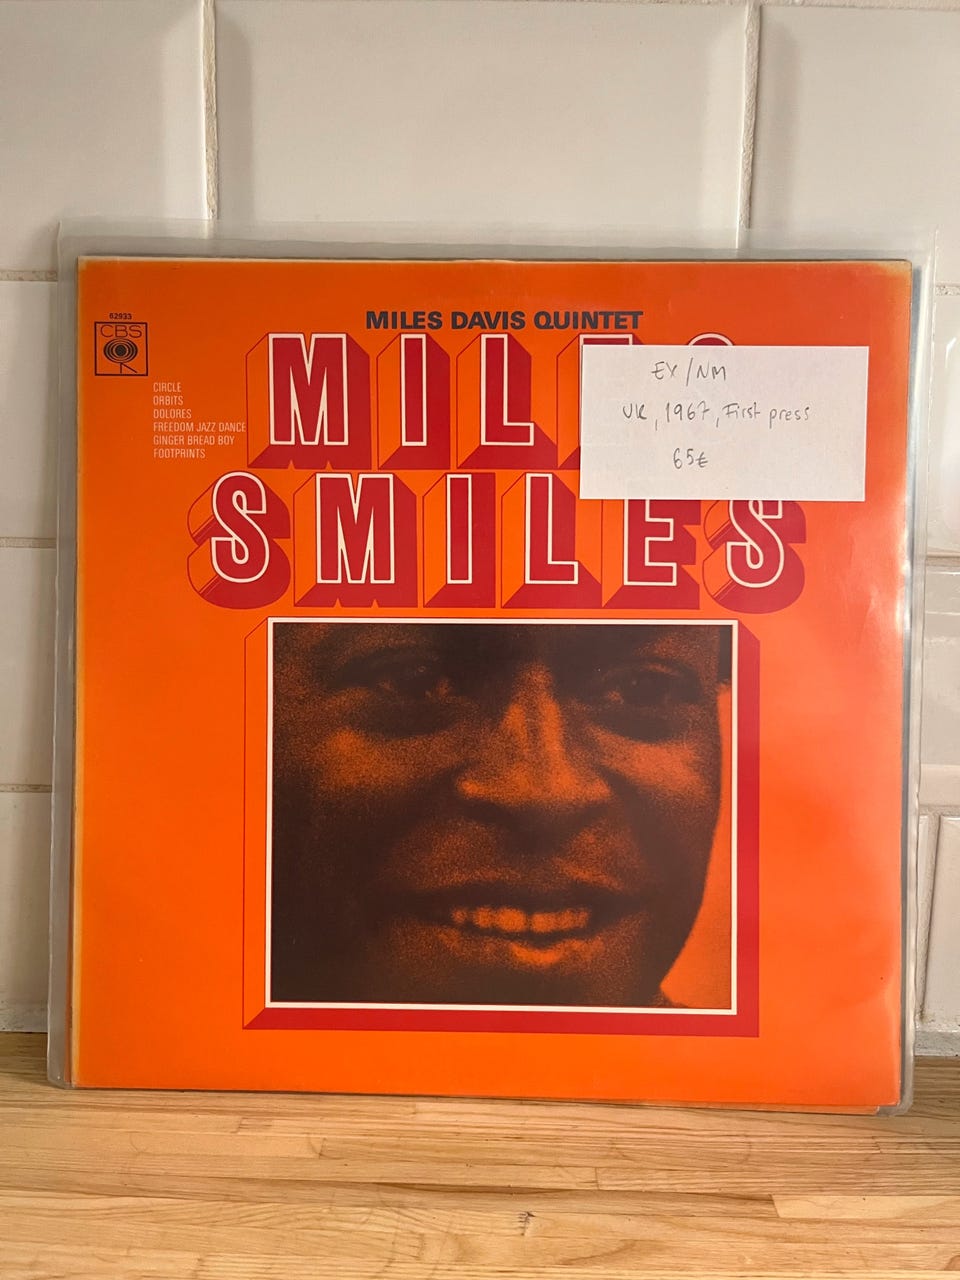 62933
CBS
MILES DAVIS QUINTET
MIL
CIRCLE
ORBITS
DOLORES
FREEDOM JAZZ DANCE
GINGER BREAD BOY
FOOTPRINTS
SMILES
EX/NM
UK, 1967, First press
65€